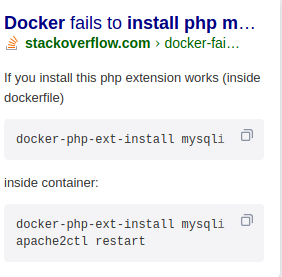 Docker fails to install php m...
stackoverflow.com › docker-fai...
If you install this php extension works (inside
dockerfile)
docker-php-ext-install mysqli
inside container:
docker-php-ext-install mysqli
apache2ctl restart